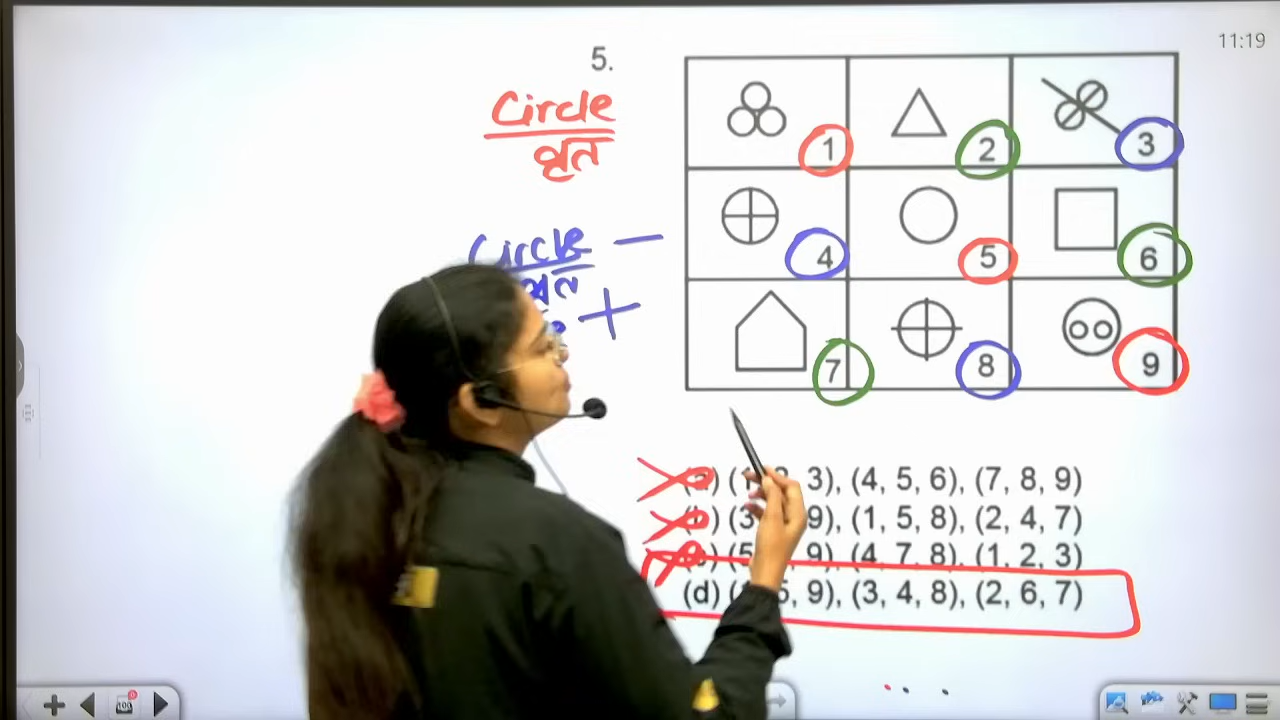 11:19
5.
Circle
वृत
1
2
3
Circle —
वृत
+
4
5
6
7
8
9
3), (4, 5, 6), (7, 8, 9)
(3 9), (1, 5, 8), (2, 4, 7)
(5 9), (4, 7, 8), (1, 2, 3)
(d) 5, 9), (3, 4, 8), (2, 6, 7)